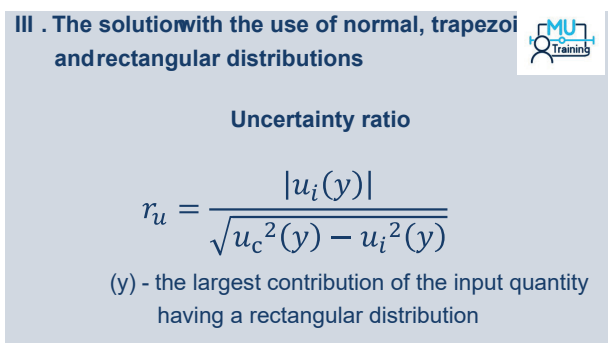 III . The solutionwith the use of normal, trapezoi
andrectangular distributions
MU
Training
Uncertainty ratio
r_u = |u_i(y)| / √(u_c²(y) − u_i²(y))
(y) - the largest contribution of the input quantity
having a rectangular distribution